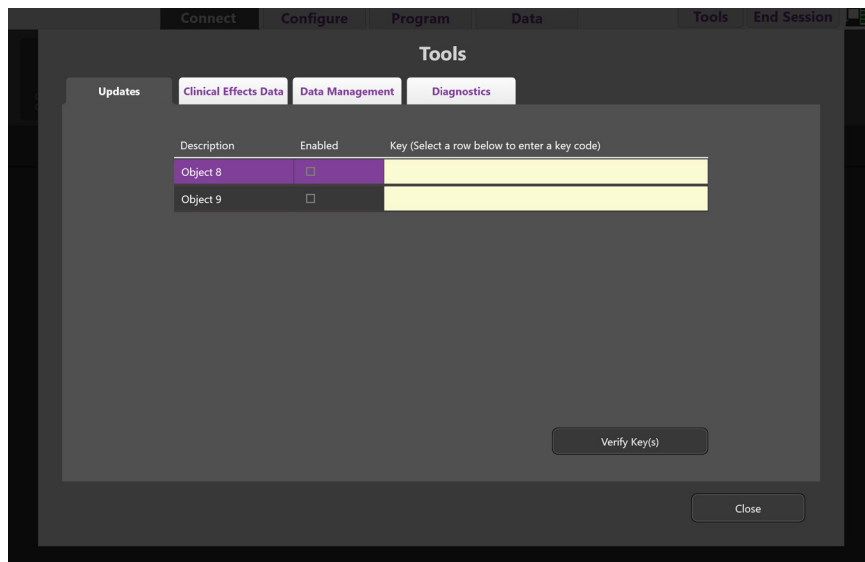 Connect Configure Program Data Tools End Session
Tools
Updates Clinical Effects Data Data Management Diagnostics
Description Enabled Key (Select a row below to enter a key code)
Object 8
Object 9
Verify Key(s)
Close